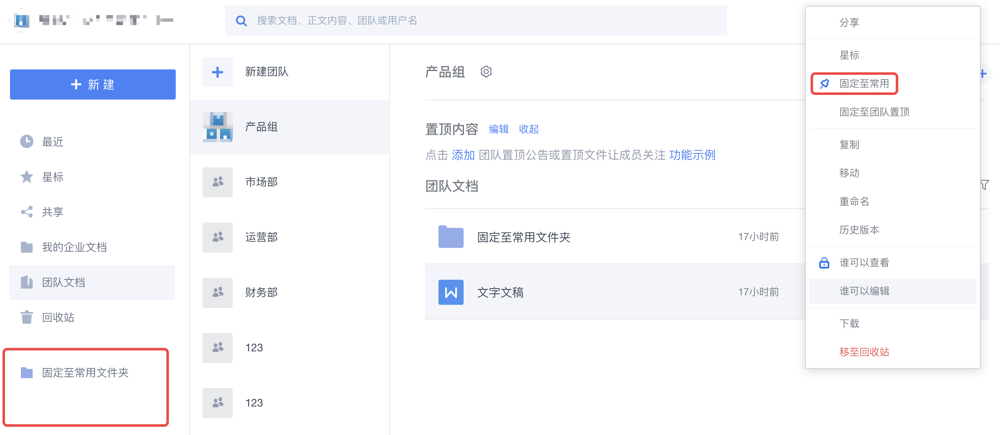 搜索文档、正文内容、团队或用户名
新 建
最近
星标
共享
我的企业文档
团队文档
回收站
固定至常用文件夹
新建团队
产品组
市场部
运营部
财务部
123
123
产品组
置顶内容 编辑 收起
点击 添加 团队置顶公告或置顶文件让成员关注 功能示例
团队文档
固定至常用文件夹 17小时前
文字文稿 17小时前
分享
星标
固定至常用
固定至团队置顶
复制
移动
重命名
历史版本
谁可以查看
谁可以编辑
下载
移至回收站